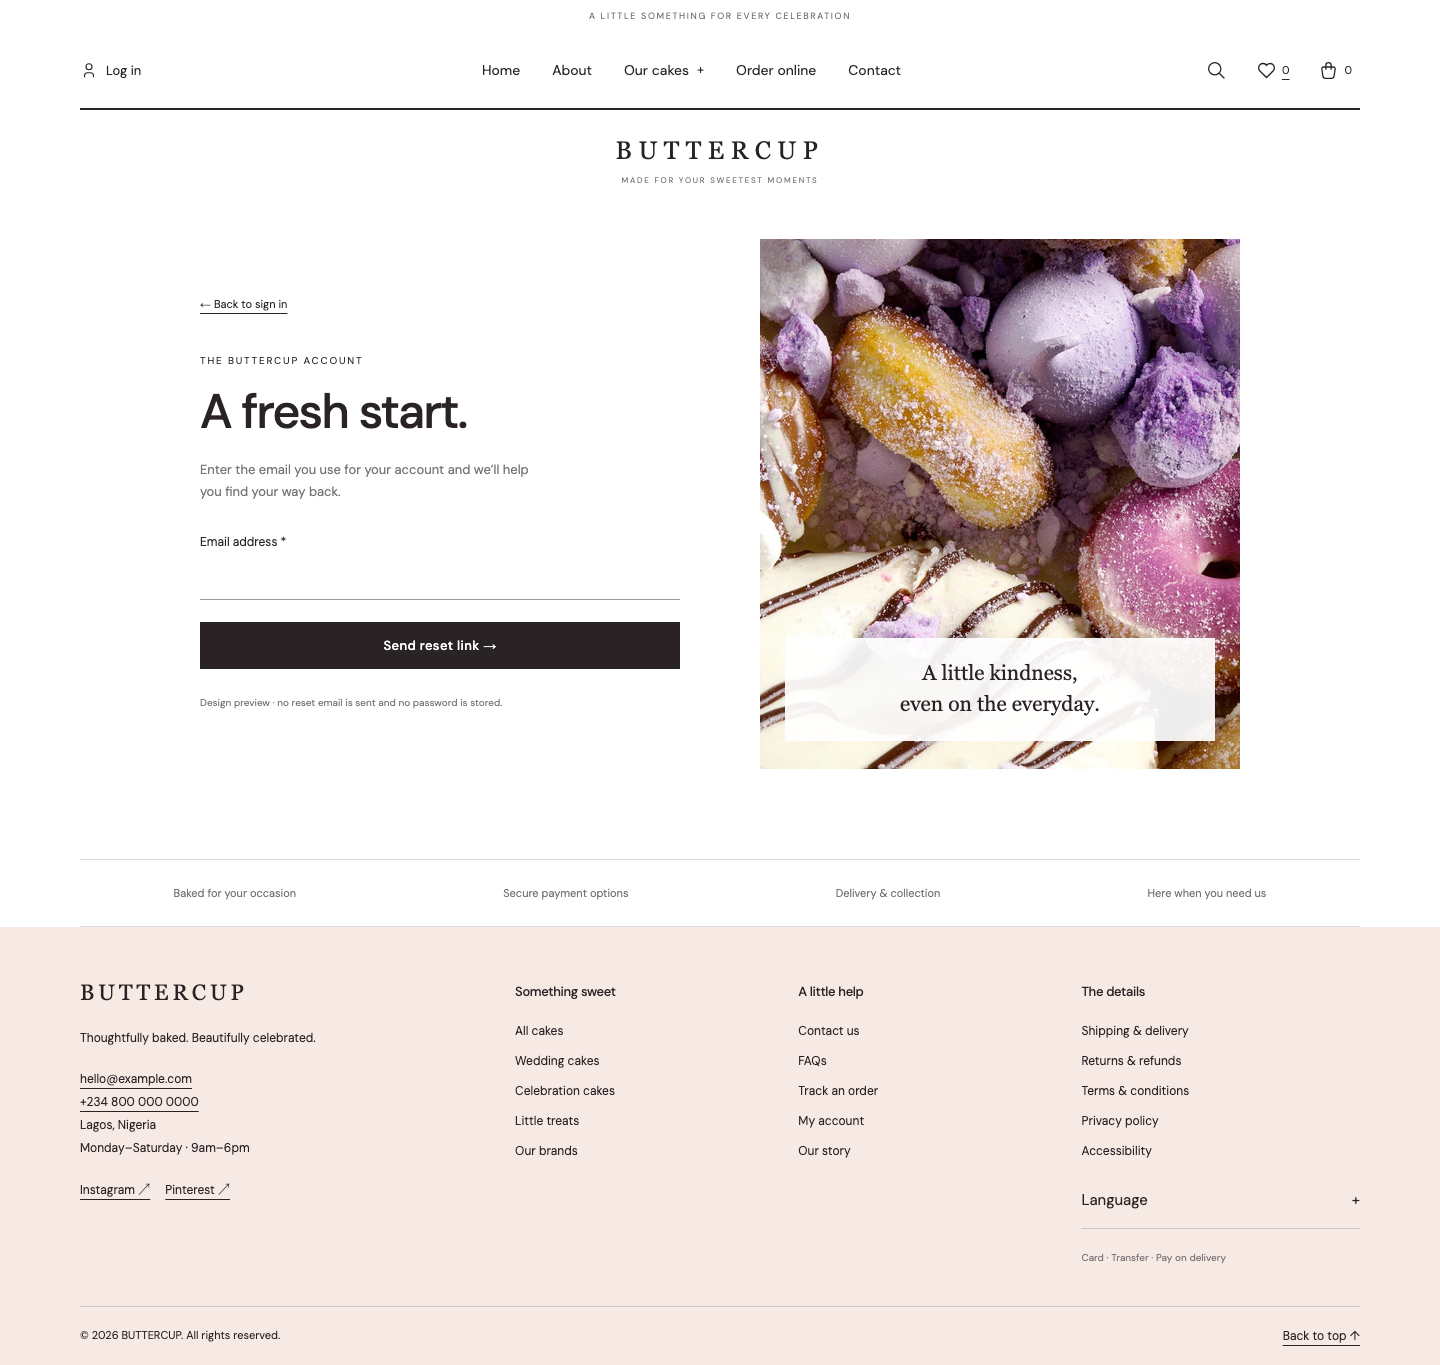 A LITTLE SOMETHING FOR EVERY CELEBRATION
Log in
Home
About
Our cakes +
Order online
Contact
0
0
BUTTERCUP
MADE FOR YOUR SWEETEST MOMENTS
← Back to sign in
THE BUTTERCUP ACCOUNT
A fresh start.
Enter the email you use for your account and we’ll help
you find your way back.
Email address *
Send reset link →
Design preview · no reset email is sent and no password is stored.
A little kindness,
even on the everyday.
Baked for your occasion
Secure payment options
Delivery & collection
Here when you need us
BUTTERCUP
Thoughtfully baked. Beautifully celebrated.
hello@example.com
+234 800 000 0000
Lagos, Nigeria
Monday–Saturday · 9am–6pm
Instagram ↗
Pinterest ↗
Something sweet
All cakes
Wedding cakes
Celebration cakes
Little treats
Our brands
A little help
Contact us
FAQs
Track an order
My account
Our story
The details
Shipping & delivery
Returns & refunds
Terms & conditions
Privacy policy
Accessibility
Language +
Card · Transfer · Pay on delivery
© 2026 BUTTERCUP. All rights reserved.
Back to top ↑